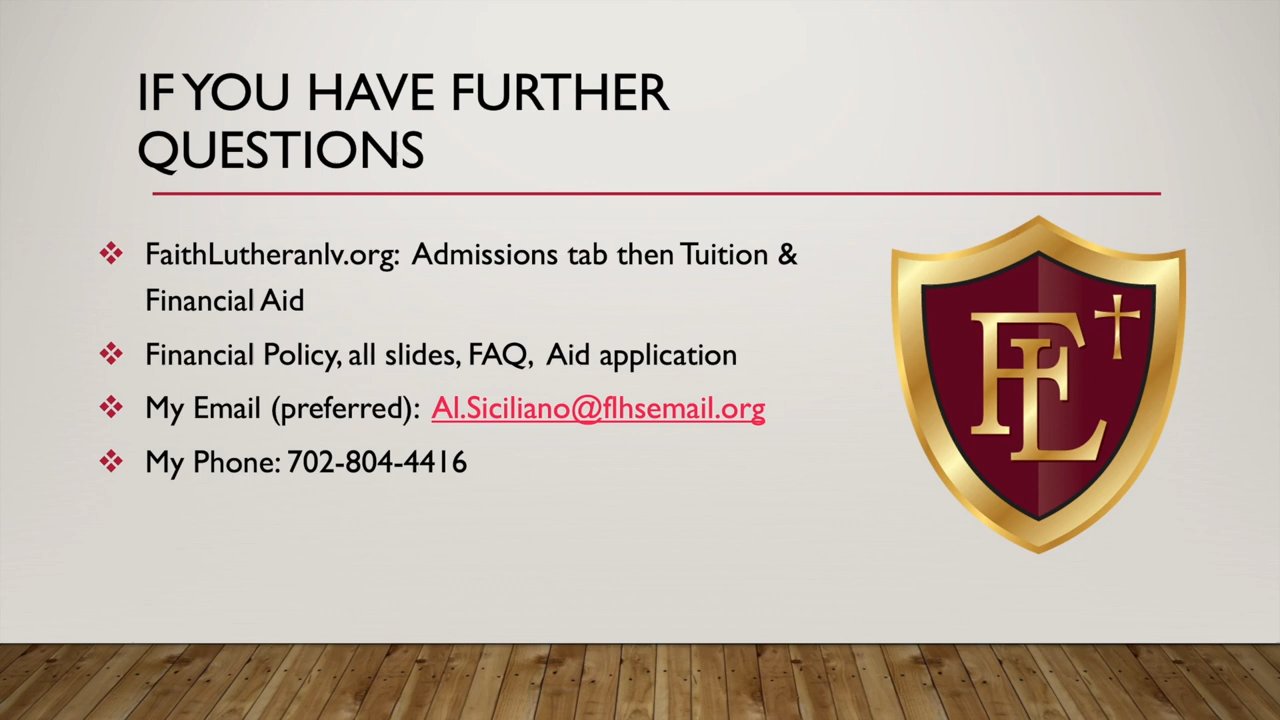 IF YOU HAVE FURTHER
QUESTIONS
FaithLutheranlv.org: Admissions tab then Tuition &
Financial Aid
Financial Policy, all slides, FAQ, Aid application
My Email (preferred): Al.Siciliano@flhsemail.org
My Phone: 702-804-4416
FL